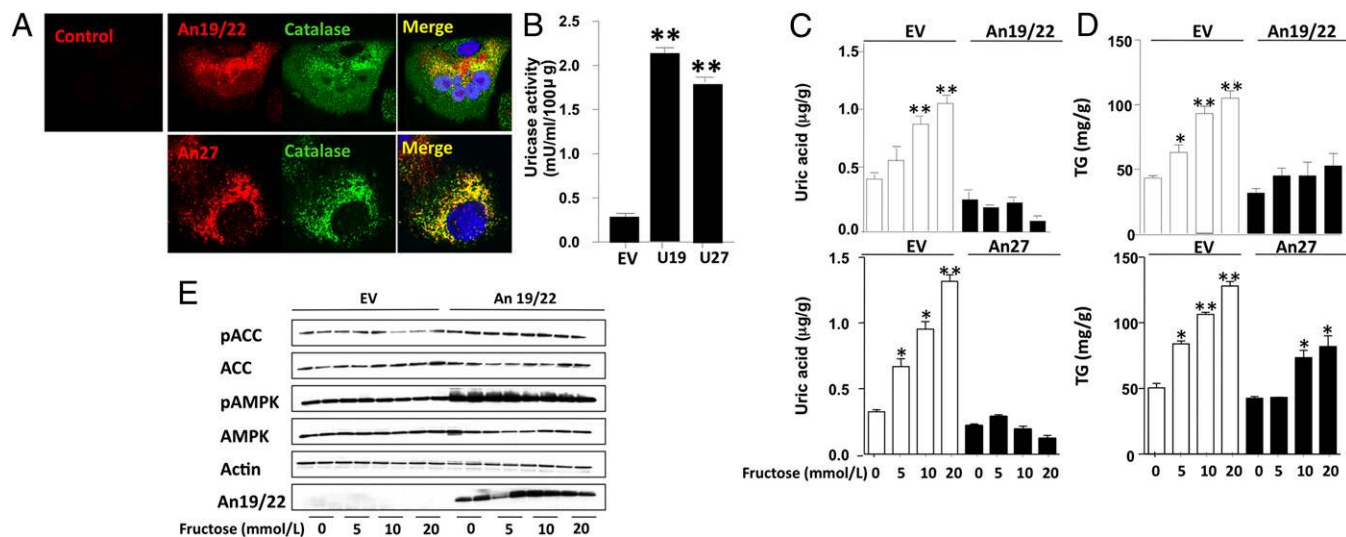 A
Control
An19/22
Catalase
Merge
An27
Catalase
Merge
B
Uricase activity
(mU/ml/100μ g)
2.5
2.0
1.5
1.0
0.5
0.0
**
**
EV
U19
U27
C
EV
An19/22
Uric acid (μg/g)
1.5
1.0
0.5
0.0
**
**
EV
An27
Uric acid (μg/g)
1.5
1.0
0.5
0.0
*
*
**
Fructose (mmol/L)
0
5
10
20
0
5
10
20
D
EV
An19/22
TG (mg/g)
150
100
50
0
*
**
**
EV
An27
TG (mg/g)
150
100
50
0
*
**
**
*
*
0
5
10
20
0
5
10
20
E
EV
An 19/22
pACC
ACC
pAMPK
AMPK
Actin
An19/22
Fructose (mmol/L)
0
5
10
20
0
5
10
20